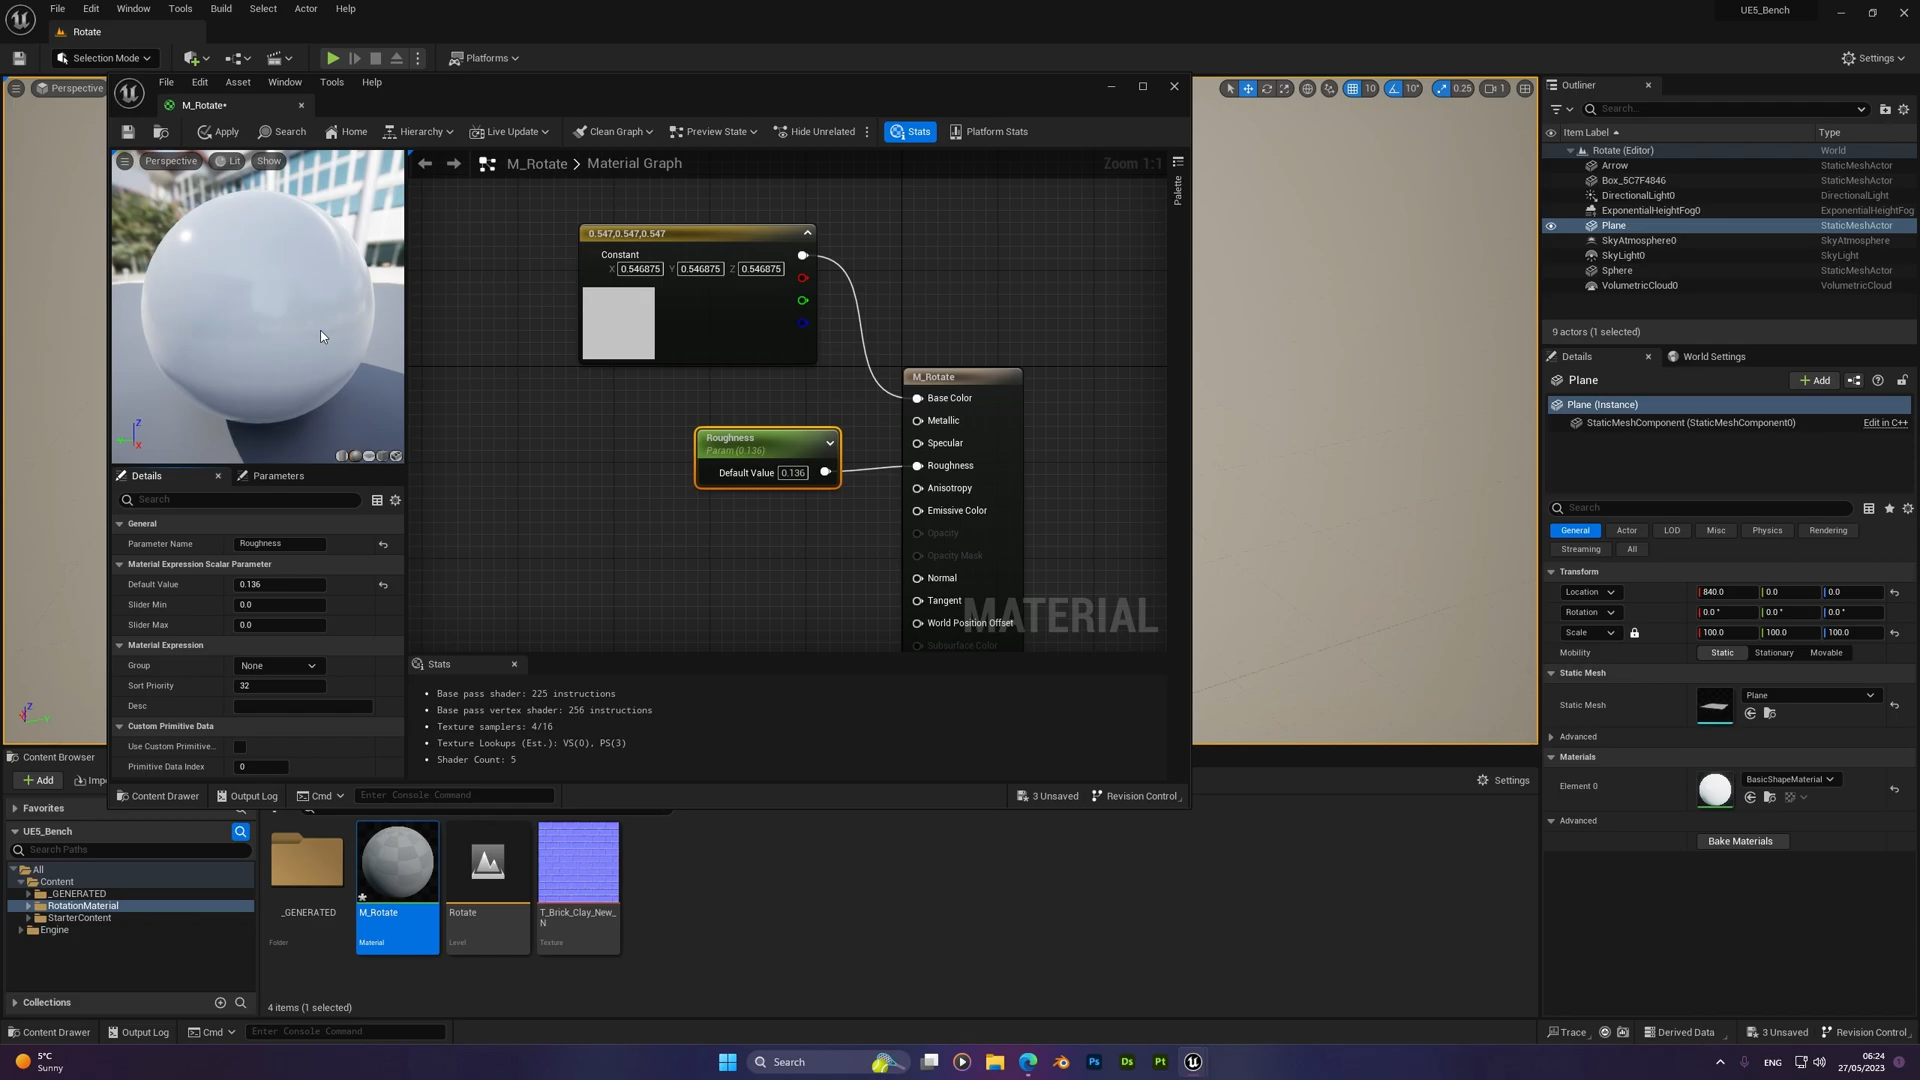 File Edit Window Tools Build Select Actor Help
UE5_Bench
Rotate
Selection Mode
Platforms
Settings
Perspective
File Edit Asset Window Tools Help
M_Rotate*
Apply Search Home Hierarchy Live Update Clean Graph Preview State Hide Unrelated Stats Platform Stats
Perspective Lit Show
M_Rotate > Material Graph
Zoom 1:1
Palette
10 10° 0.25 1
0.547,0.547,0.547
Constant
X 0.546875 Y 0.546875 Z 0.546875
M_Rotate
Base Color
Metallic
Specular
Roughness
Anisotropy
Emissive Color
Opacity
Opacity Mask
Normal
Tangent
World Position Offset
Subsurface Color
MATERIAL
Roughness
Param (0.136)
Default Value 0.136
Z
X
Details
Parameters
Search
General
Parameter Name Roughness
Material Expression Scalar Parameter
Default Value 0.136
Slider Min 0.0
Slider Max 0.0
Material Expression
Group None
Sort Priority 32
Desc
Custom Primitive Data
Use Custom Primitive...
Primitive Data Index 0
Stats
Base pass shader: 225 instructions
Base pass vertex shader: 256 instructions
Texture samplers: 4/16
Texture Lookups (Est.): VS(0), PS(3)
Shader Count: 5
Content Drawer Output Log Cmd Enter Console Command
3 Unsaved Revision Control
Outliner
Search...
Item Label Type
Rotate (Editor) World
Arrow StaticMeshActor
Box_5C7F4846 StaticMeshActor
DirectionalLight0 DirectionalLight
ExponentialHeightFog0 ExponentialHeightFog
Plane StaticMeshActor
SkyAtmosphere0 SkyAtmosphere
SkyLight0 SkyLight
Sphere StaticMeshActor
VolumetricCloud0 VolumetricCloud
9 actors (1 selected)
Details
World Settings
Plane
Add
Plane (Instance)
StaticMeshComponent (StaticMeshComponent0) Edit in C++
Search
General Actor LOD Misc Physics Rendering
Streaming All
Transform
Location 840.0 0.0 0.0
Rotation 0.0 ° 0.0 ° 0.0 °
Scale 100.0 100.0 100.0
Mobility Static Stationary Movable
Static Mesh
Static Mesh Plane
Advanced
Materials
Element 0 BasicShapeMaterial
Advanced
Bake Materials
Z
Y
Content Browser
Add Impo
Settings
Favorites
UE5_Bench
Search Paths
All
Content
_GENERATED
RotationMaterial
StarterContent
Engine
Collections
_GENERATED
Folder
M_Rotate
Material
Rotate
Level
T_Brick_Clay_New_
N
Texture
4 items (1 selected)
Content Drawer Output Log Cmd Enter Console Command
Trace Derived Data 3 Unsaved Revision Control
5°C
Sunny
Search
Ps Ds Pt
ENG
06:24
27/05/2023